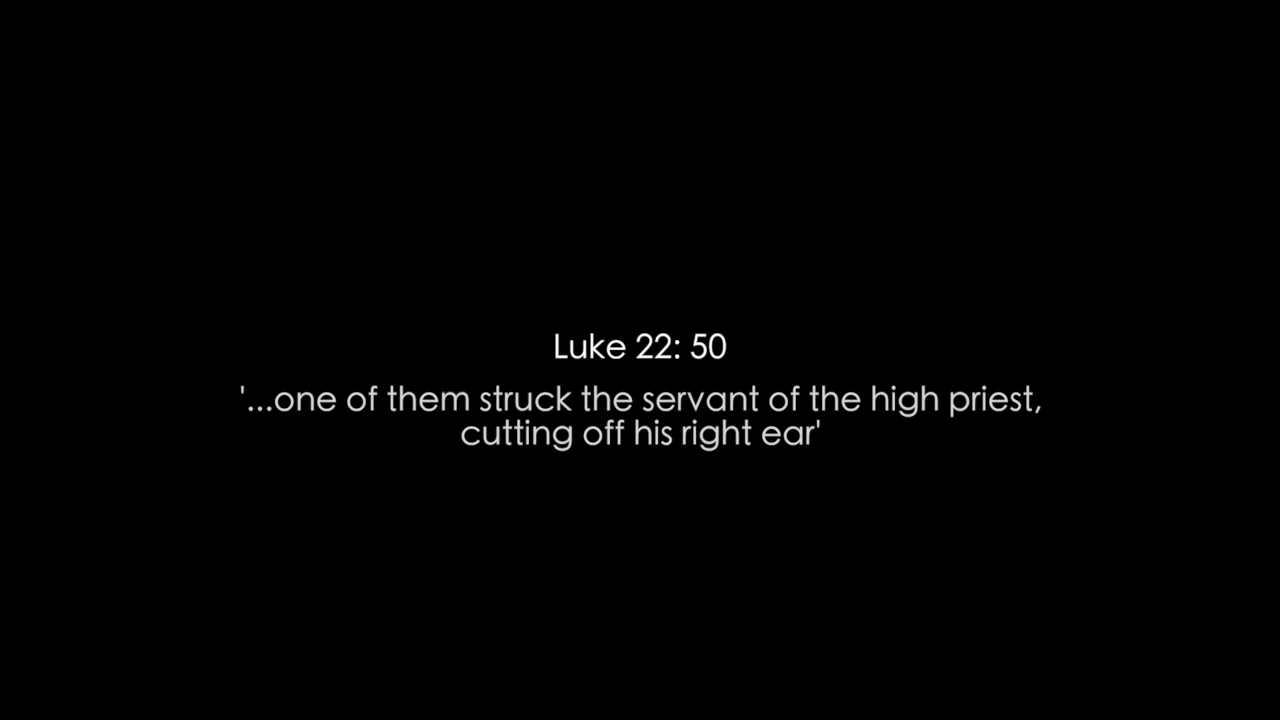 Luke 22: 50
'...one of them struck the servant of the high priest,
cutting off his right ear'